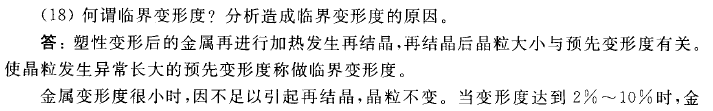 (18) 何谓临界变形度？分析造成临界变形度的原因。
答：塑性变形后的金属再进行加热发生再结晶，再结晶后晶粒大小与预先变形度有关。
使晶粒发生异常长大的预先变形度称做临界变形度。
金属变形度很小时，因不足以引起再结晶，晶粒不变。当变形度达到 2%～10%时，金